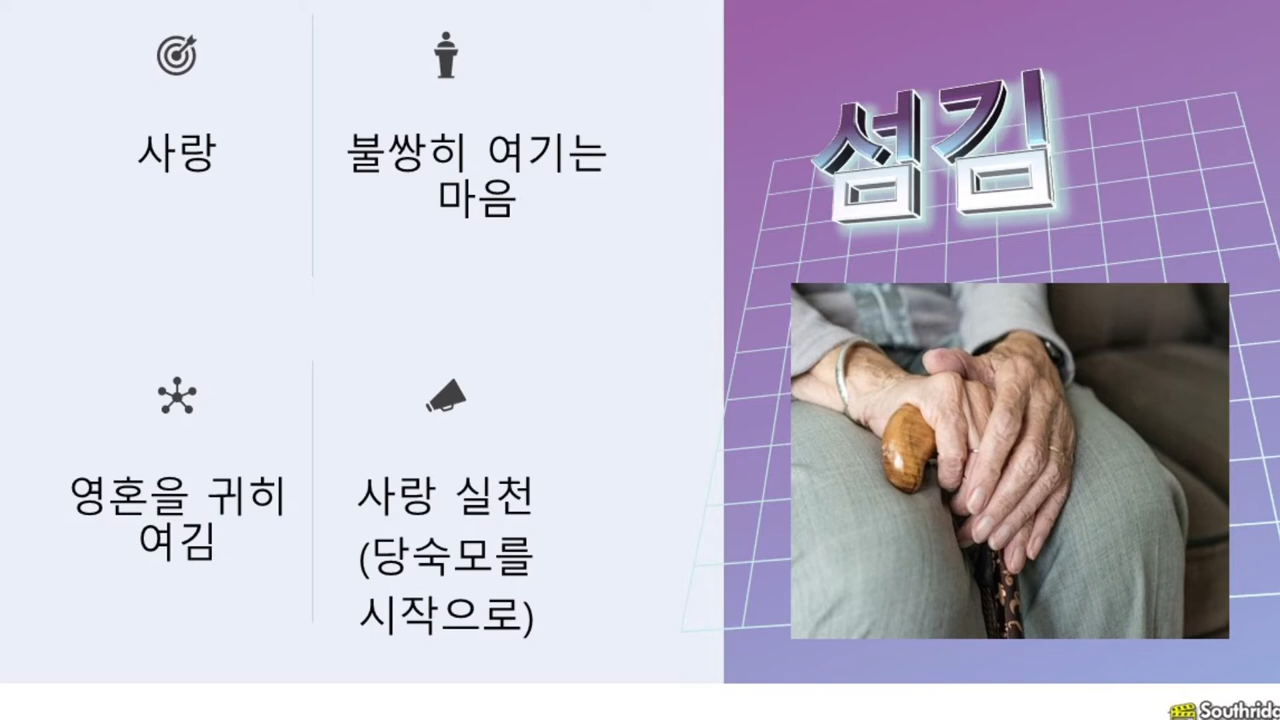 사랑
불쌍히 여기는
마음
섬김
영혼을 귀히
여김
사랑 실천
(당숙모를
시작으로)